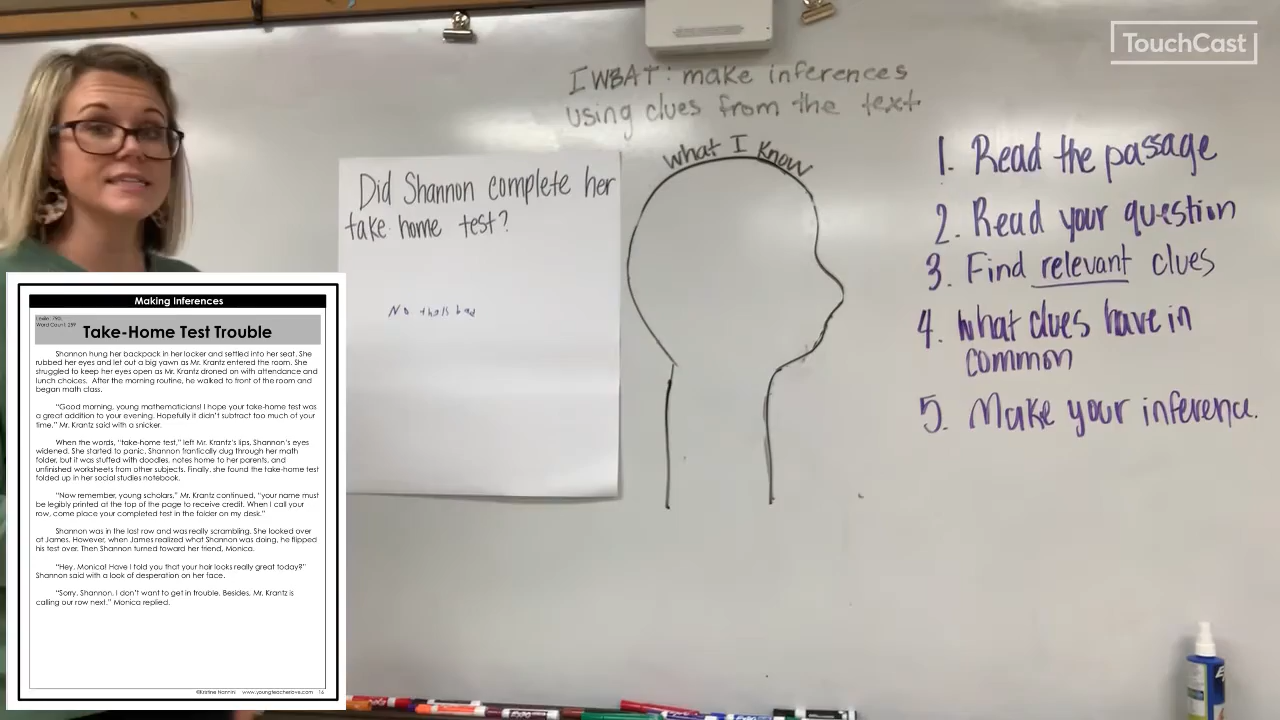 TouchCast
IWBAT: make inferences
using clues from the text.
What I Know
Did Shannon complete her
take home test?
No thats bad
1. Read the passage
2. Read your question
3. Find relevant clues
4. What clues have in
common
5. Make your inference.
Making Inferences
Word Count: 259
Take-Home Test Trouble
Shannon hung her backpack in her locker and settled into her seat. She
rubbed her eyes and let out a big yawn as Mr. Krantz entered the room. She
struggled to keep her eyes open as Mr. Krantz droned on with attendance and
lunch choices. After the morning routine, he walked to front of the room and
began math class.
"Good morning, young mathematicians! I hope your take-home test was
a great addition to your evening. Hopefully it didn't subtract too much of your
time," Mr. Krantz said with a snicker.
When the words, "take-home test," left Mr. Krantz's lips, Shannon's eyes
widened. She started to panic. Shannon frantically dug through her math
folder, but it was stuffed with doodles, notes home to her parents, and
unfinished worksheets from other subjects. Finally, she found the take-home test
folded up in her social studies notebook.
"Now remember, young scholars," Mr. Krantz continued, "your name must
be legibly printed at the top of the page to receive credit. When I call your
row, come place your completed test in the folder on my desk."
Shannon was in the last row and was really scrambling. She looked over
at James. However, when James realized what Shannon was doing, he flipped
his test over. Then Shannon turned toward her friend, Monica.
"Hey, Monica! Have I told you that your hair looks really great today?"
Shannon said with a look of desperation on her face.
"Sorry, Shannon. I don't want to get in trouble. Besides, Mr. Krantz is
calling our row next," Monica replied.
©Kristine Nannini www.youngteacherlove.com 16